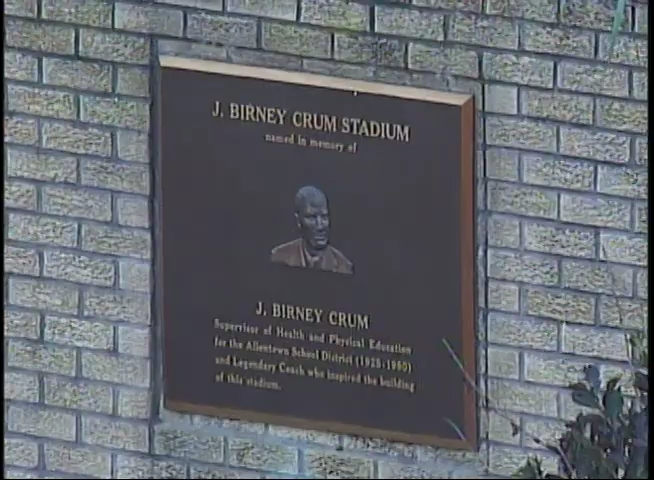 J. BIRNEY CRUM STADIUM
named in memory of
J. BIRNEY CRUM
Supervisor of Health and Physical Education
for the Allentown School District (1925-1950)
and Legendary Coach who inspired the building
of this stadium.